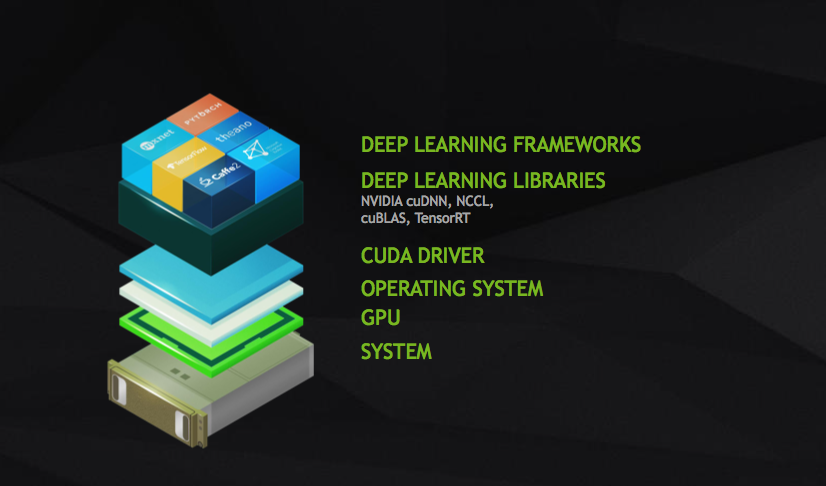 PYTORCH
mxnet
theano
TensorFlow
Caffe2
DEEP LEARNING FRAMEWORKS
DEEP LEARNING LIBRARIES
NVIDIA cuDNN, NCCL,
cuBLAS, TensorRT
CUDA DRIVER
OPERATING SYSTEM
GPU
SYSTEM